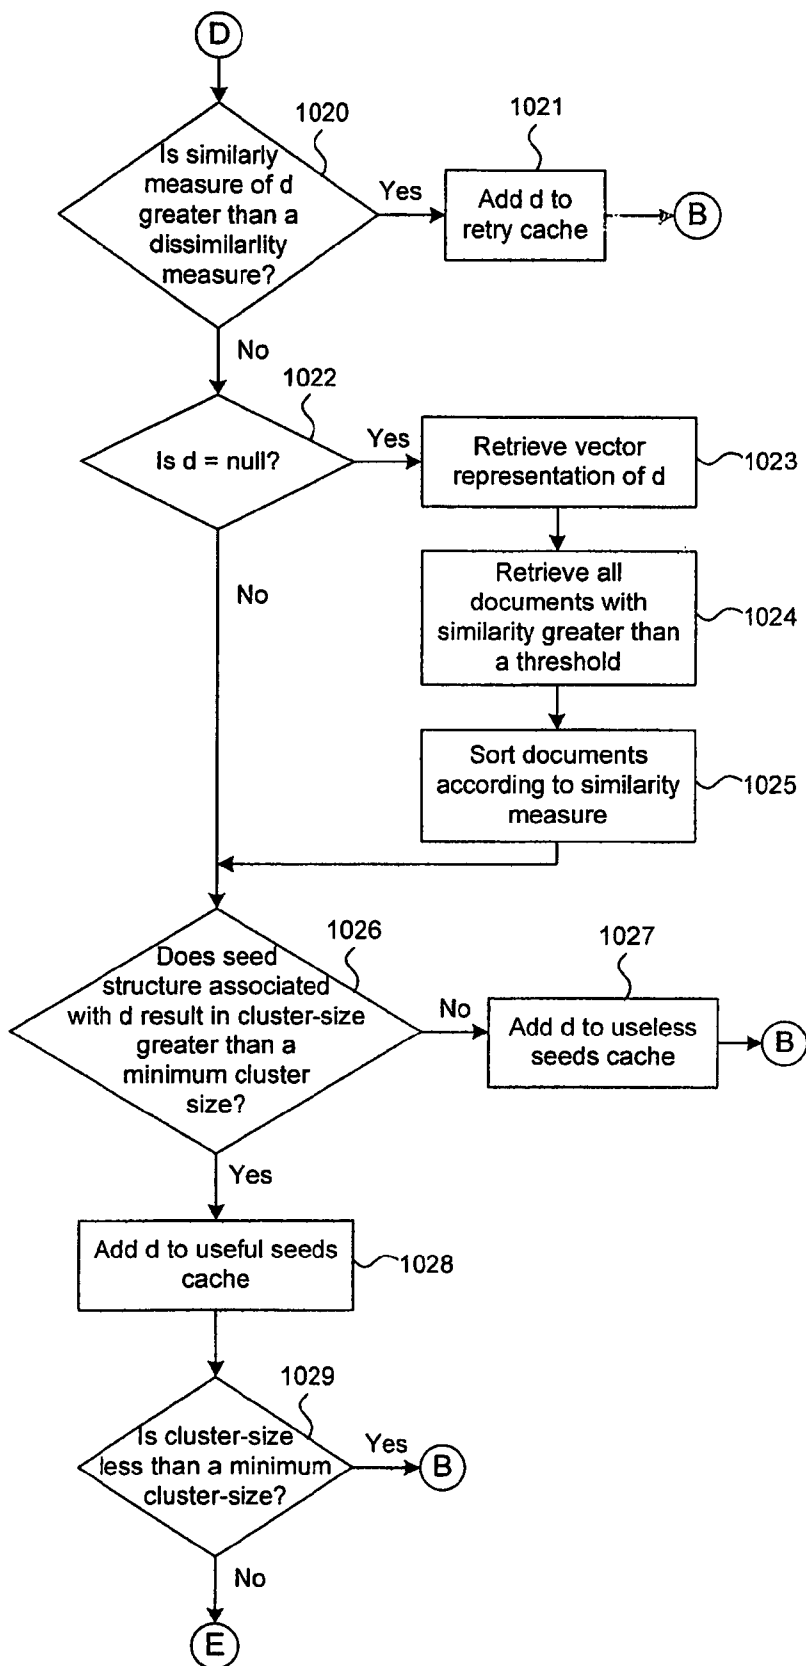 D
1020
Is similarly
measure of d
greater than a
dissimilarlity
measure?
Yes
1021
Add d to
retry cache
B
No
1022
Is d = null?
Yes
Retrieve vector
representation of d
1023
Retrieve all
documents with
similarity greater than
a threshold
1024
No
Sort documents
according to similarity
measure
1025
1026
Does seed
structure associated
with d result in cluster-size
greater than a
minimum cluster
size?
No
1027
Add d to useless
seeds cache
B
Yes
Add d to useful seeds
cache
1028
1029
Is cluster-size
less than a minimum
cluster-size?
Yes
B
No
E